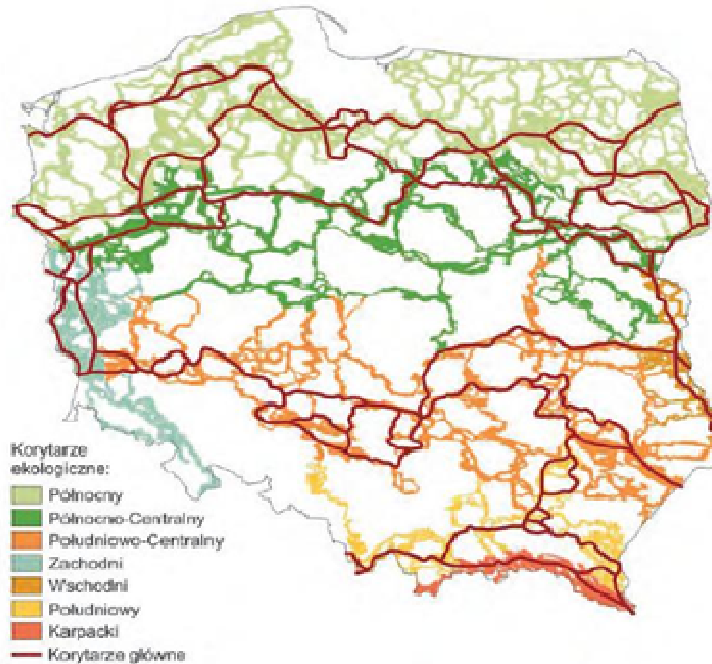 Korytarze
ekologiczne:
Północny
Północno-Centralny
Południowo-Centralny
Zachodni
Wschodni
Południowy
Karpacki
Korytarze główne